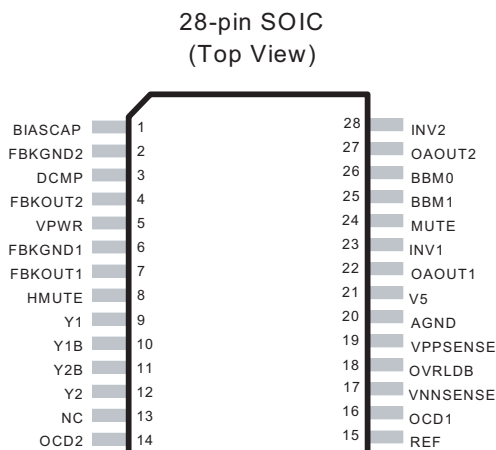 28-pin SOIC
(Top View)
BIASCAP 1 28 INV2
FBKGND2 2 27 OAOUT2
DCMP 3 26 BBM0
FBKOUT2 4 25 BBM1
VPWR 5 24 MUTE
FBKGND1 6 23 INV1
FBKOUT1 7 22 OAOUT1
HMUTE 8 21 V5
Y1 9 20 AGND
Y1B 10 19 VPPSENSE
Y2B 11 18 OVRLDB
Y2 12 17 VNNSENSE
NC 13 16 OCD1
OCD2 14 15 REF